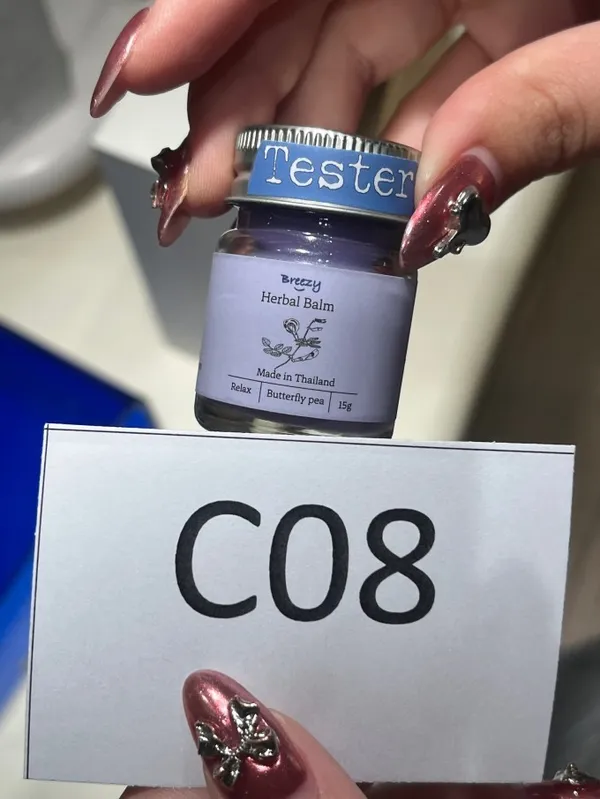 Tester
Breezy
Herbal Balm
Made in Thailand
Relax Butterfly pea 15g
C08